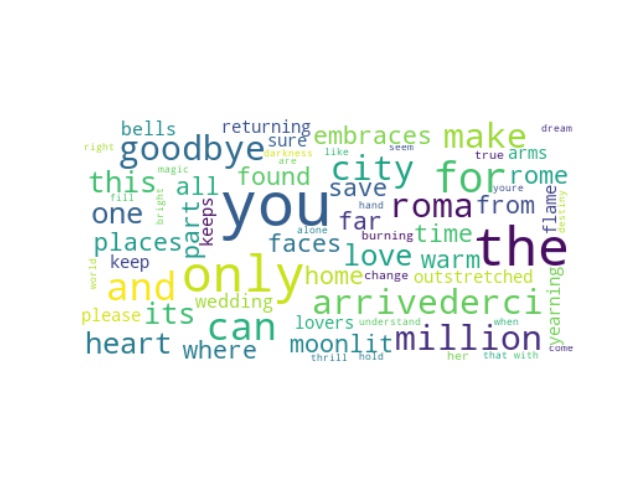 bells returning embraces make dream
right goodbye sure darkness like seem true arms
this all found are city for rome
magic fill bright save youre
one part keeps you hand far roma from flame destiny
places alone faces burning time the
keep love warm
world and only home change outstretched
please its wedding arrivederci yearning
can lovers understand when
heart where moonlit million
thrill hold her that with come